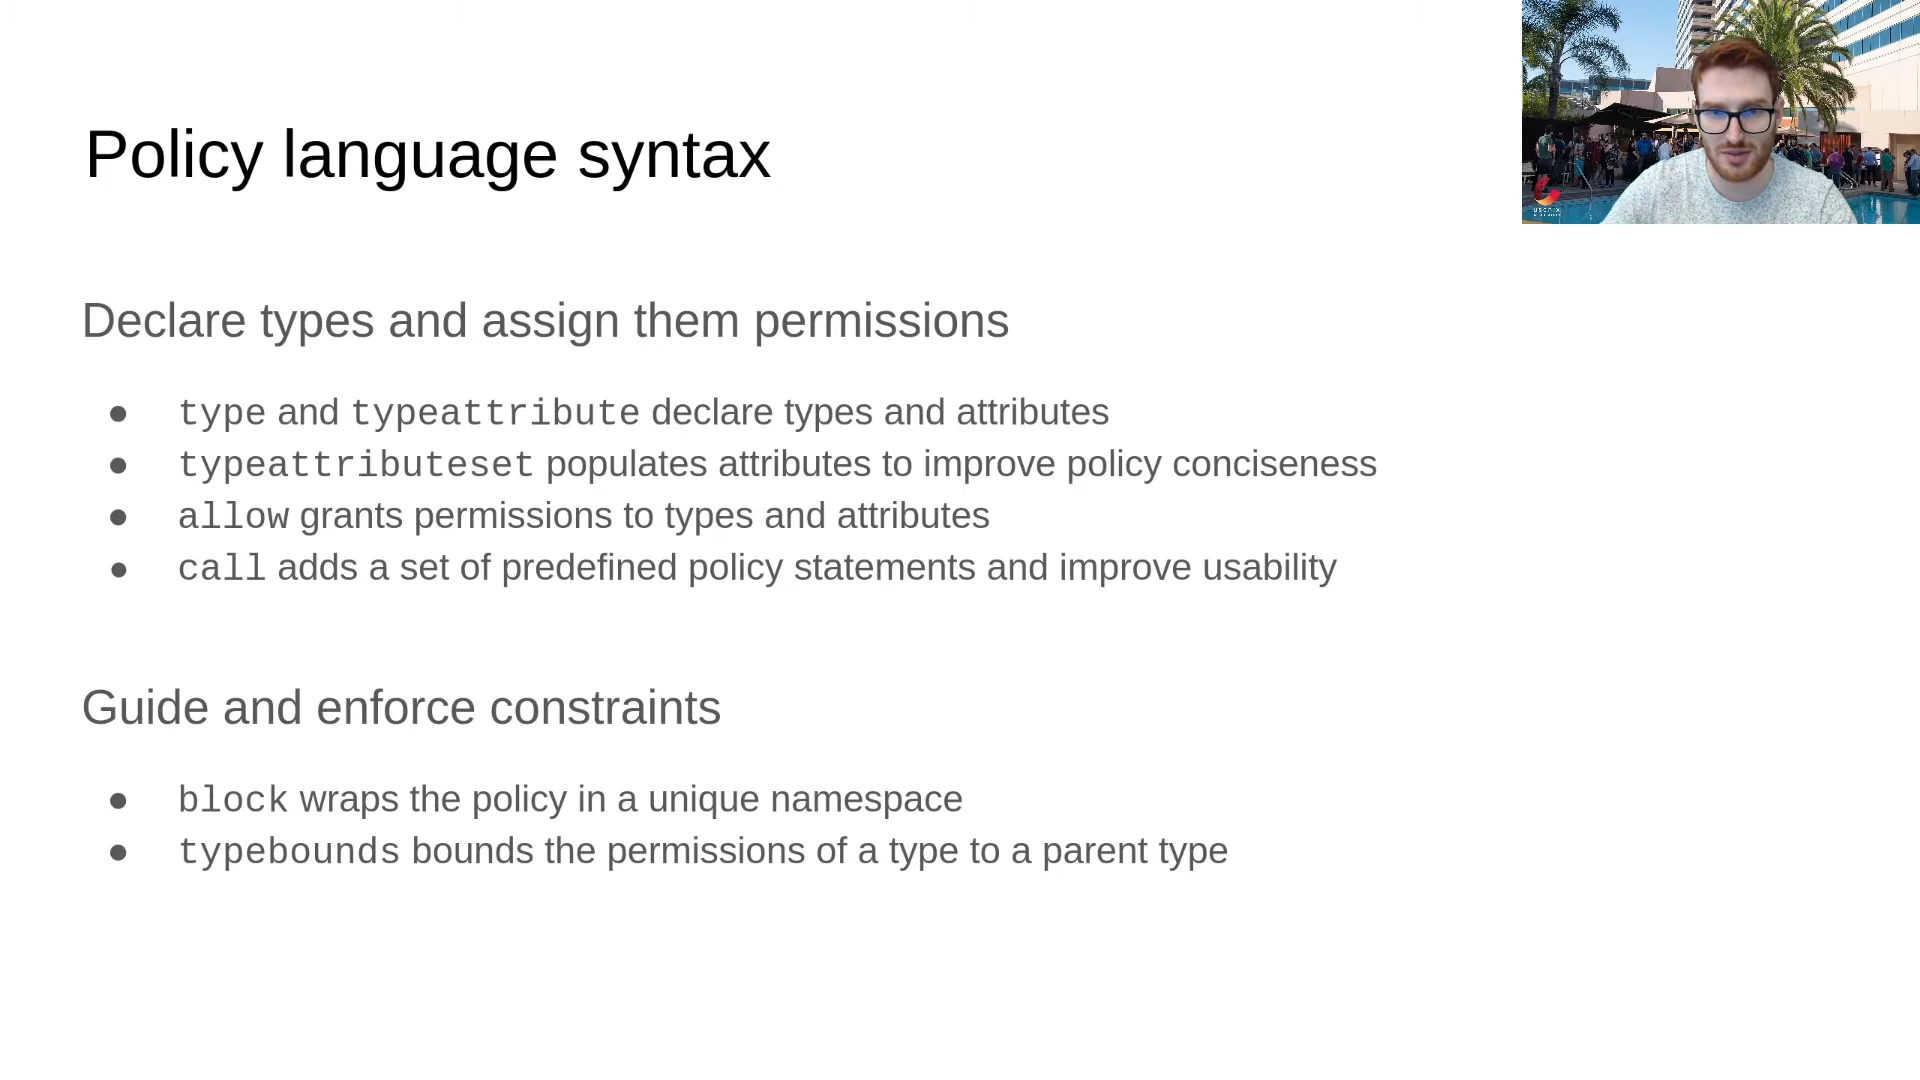 Policy language syntax
Declare types and assign them permissions
● type and typeattribute declare types and attributes
● typeattributeset populates attributes to improve policy conciseness
● allow grants permissions to types and attributes
● call adds a set of predefined policy statements and improve usability
Guide and enforce constraints
● block wraps the policy in a unique namespace
● typebounds bounds the permissions of a type to a parent type
usenix